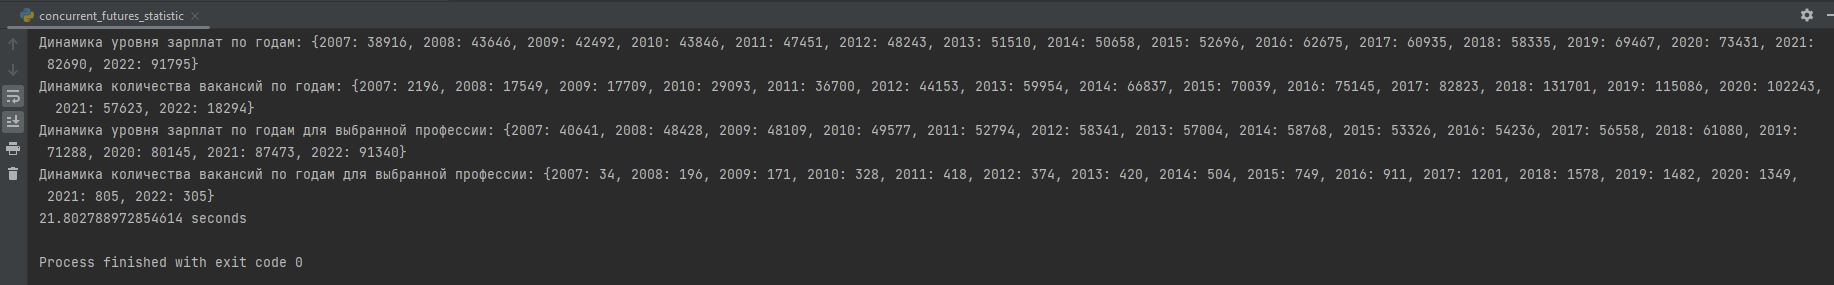 concurrent_futures_statistic
Динамика уровня зарплат по годам: {2007: 38916, 2008: 43646, 2009: 42492, 2010: 43846, 2011: 47451, 2012: 48243, 2013: 51510, 2014: 50658, 2015: 52696, 2016: 62675, 2017: 60935, 2018: 58335, 2019: 69467, 2020: 73431, 2021:
82690, 2022: 91795}
Динамика количества вакансий по годам: {2007: 2196, 2008: 17549, 2009: 17709, 2010: 29093, 2011: 36700, 2012: 44153, 2013: 59954, 2014: 66837, 2015: 70039, 2016: 75145, 2017: 82823, 2018: 131701, 2019: 115086, 2020: 102243,
2021: 57623, 2022: 18294}
Динамика уровня зарплат по годам для выбранной профессии: {2007: 40641, 2008: 48428, 2009: 48109, 2010: 49577, 2011: 52794, 2012: 58341, 2013: 57004, 2014: 58768, 2015: 53326, 2016: 54236, 2017: 56558, 2018: 61080, 2019:
71288, 2020: 80145, 2021: 87473, 2022: 91340}
Динамика количества вакансий по годам для выбранной профессии: {2007: 34, 2008: 196, 2009: 171, 2010: 328, 2011: 418, 2012: 374, 2013: 420, 2014: 504, 2015: 749, 2016: 911, 2017: 1201, 2018: 1578, 2019: 1482, 2020: 1349,
2021: 805, 2022: 305}
21.802788972854614 seconds
Process finished with exit code 0